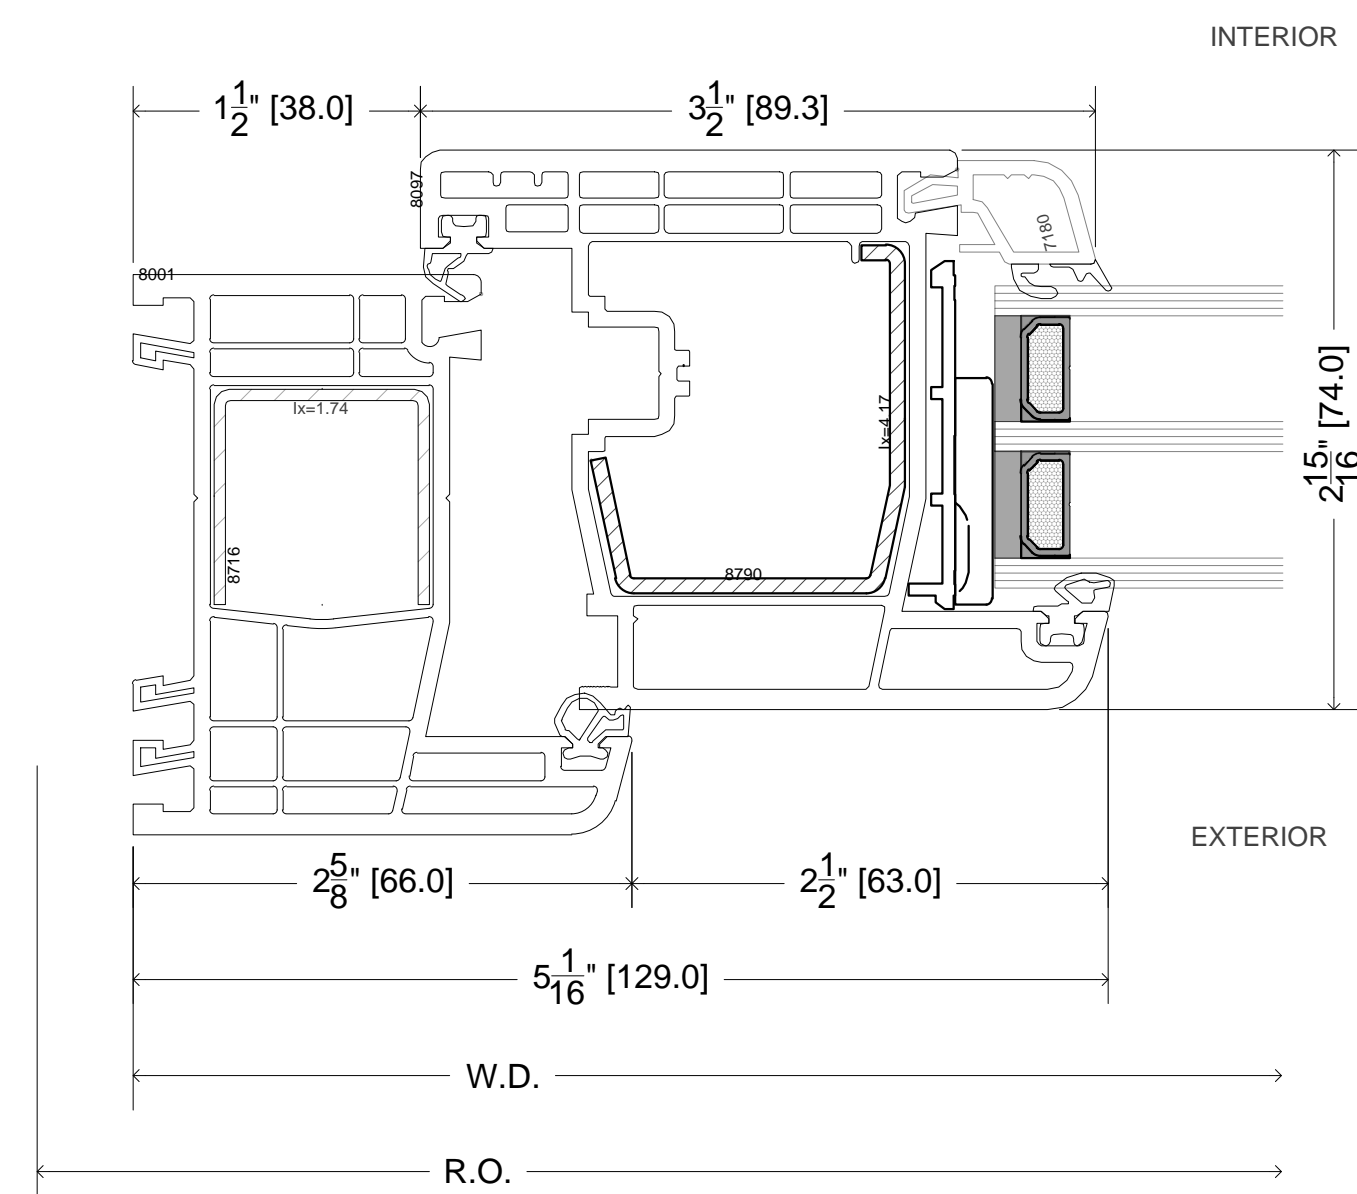 INTERIOR
1 1/2" [38.0]
3 1/2" [89.3]
8097
7180
8001
Ix=1.74
Ix=4.17
2 15/16" [74.0]
8716
8790
EXTERIOR
2 5/8" [66.0]
2 1/2" [63.0]
5 1/16" [129.0]
W.D.
R.O.